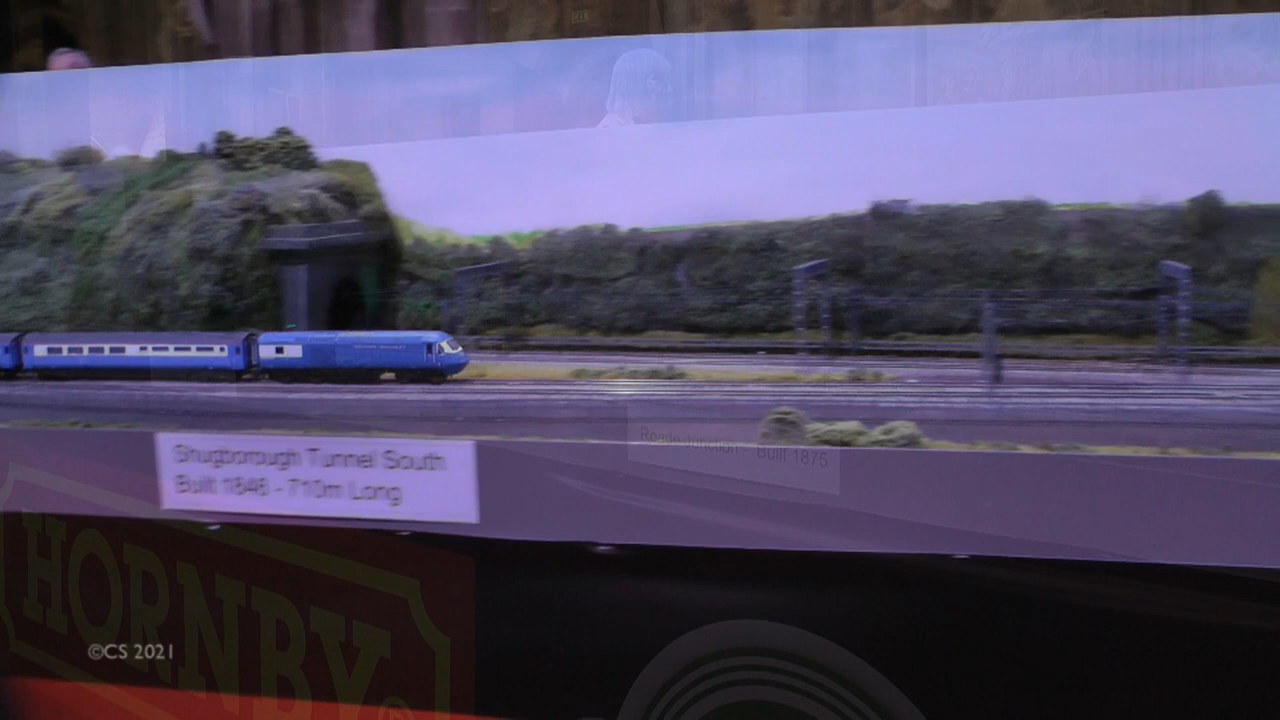 Roade Junction - Built 1875
Shugborough Tunnel South
Built 1846 - 710m Long
HORNBY
©CS 2021